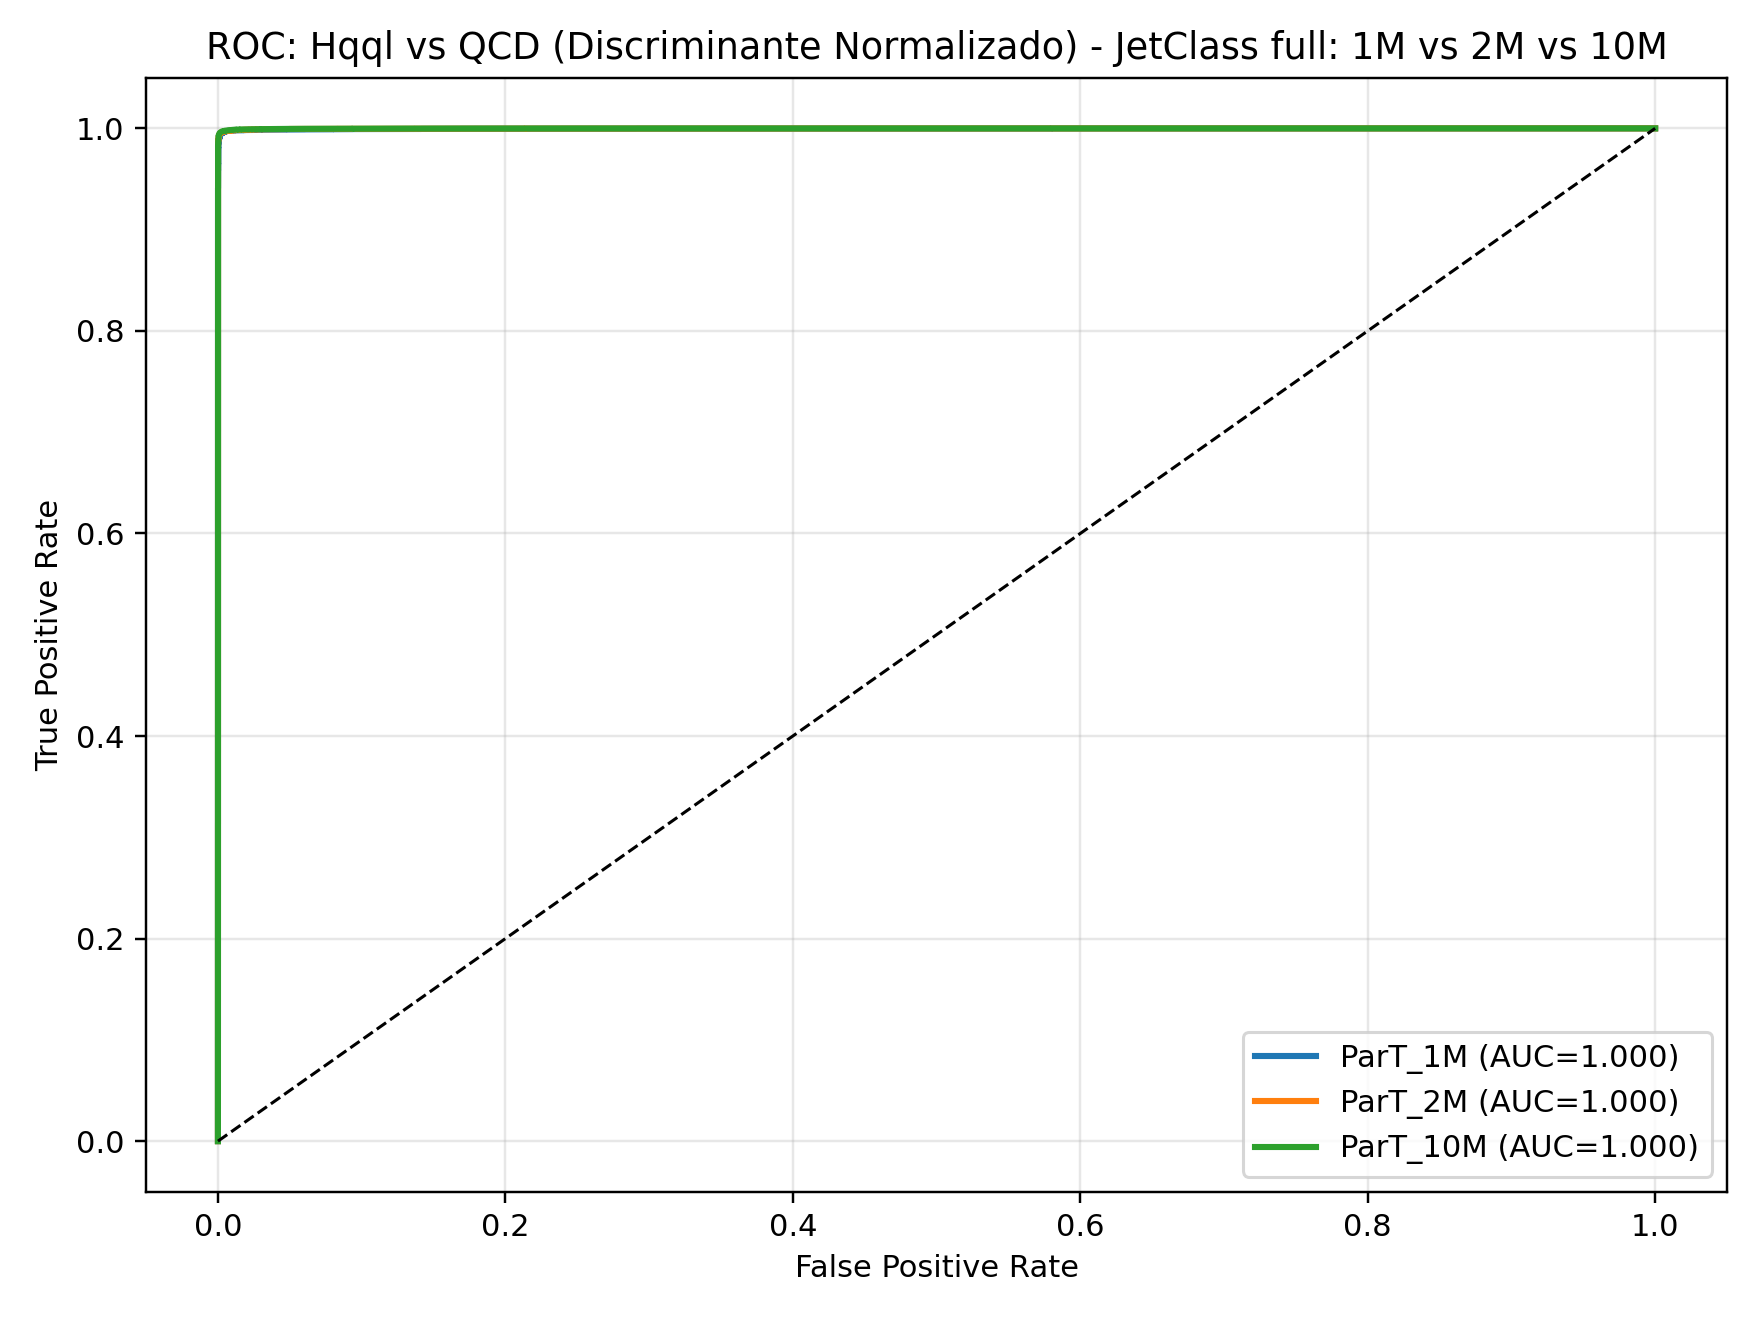 ROC: Hqql vs QCD (Discriminante Normalizado) - JetClass full: 1M vs 2M vs 10M
True Positive Rate
1.0
0.8
0.6
0.4
0.2
0.0
ParT_1M (AUC=1.000)
ParT_2M (AUC=1.000)
ParT_10M (AUC=1.000)
0.0 0.2 0.4 0.6 0.8 1.0
False Positive Rate